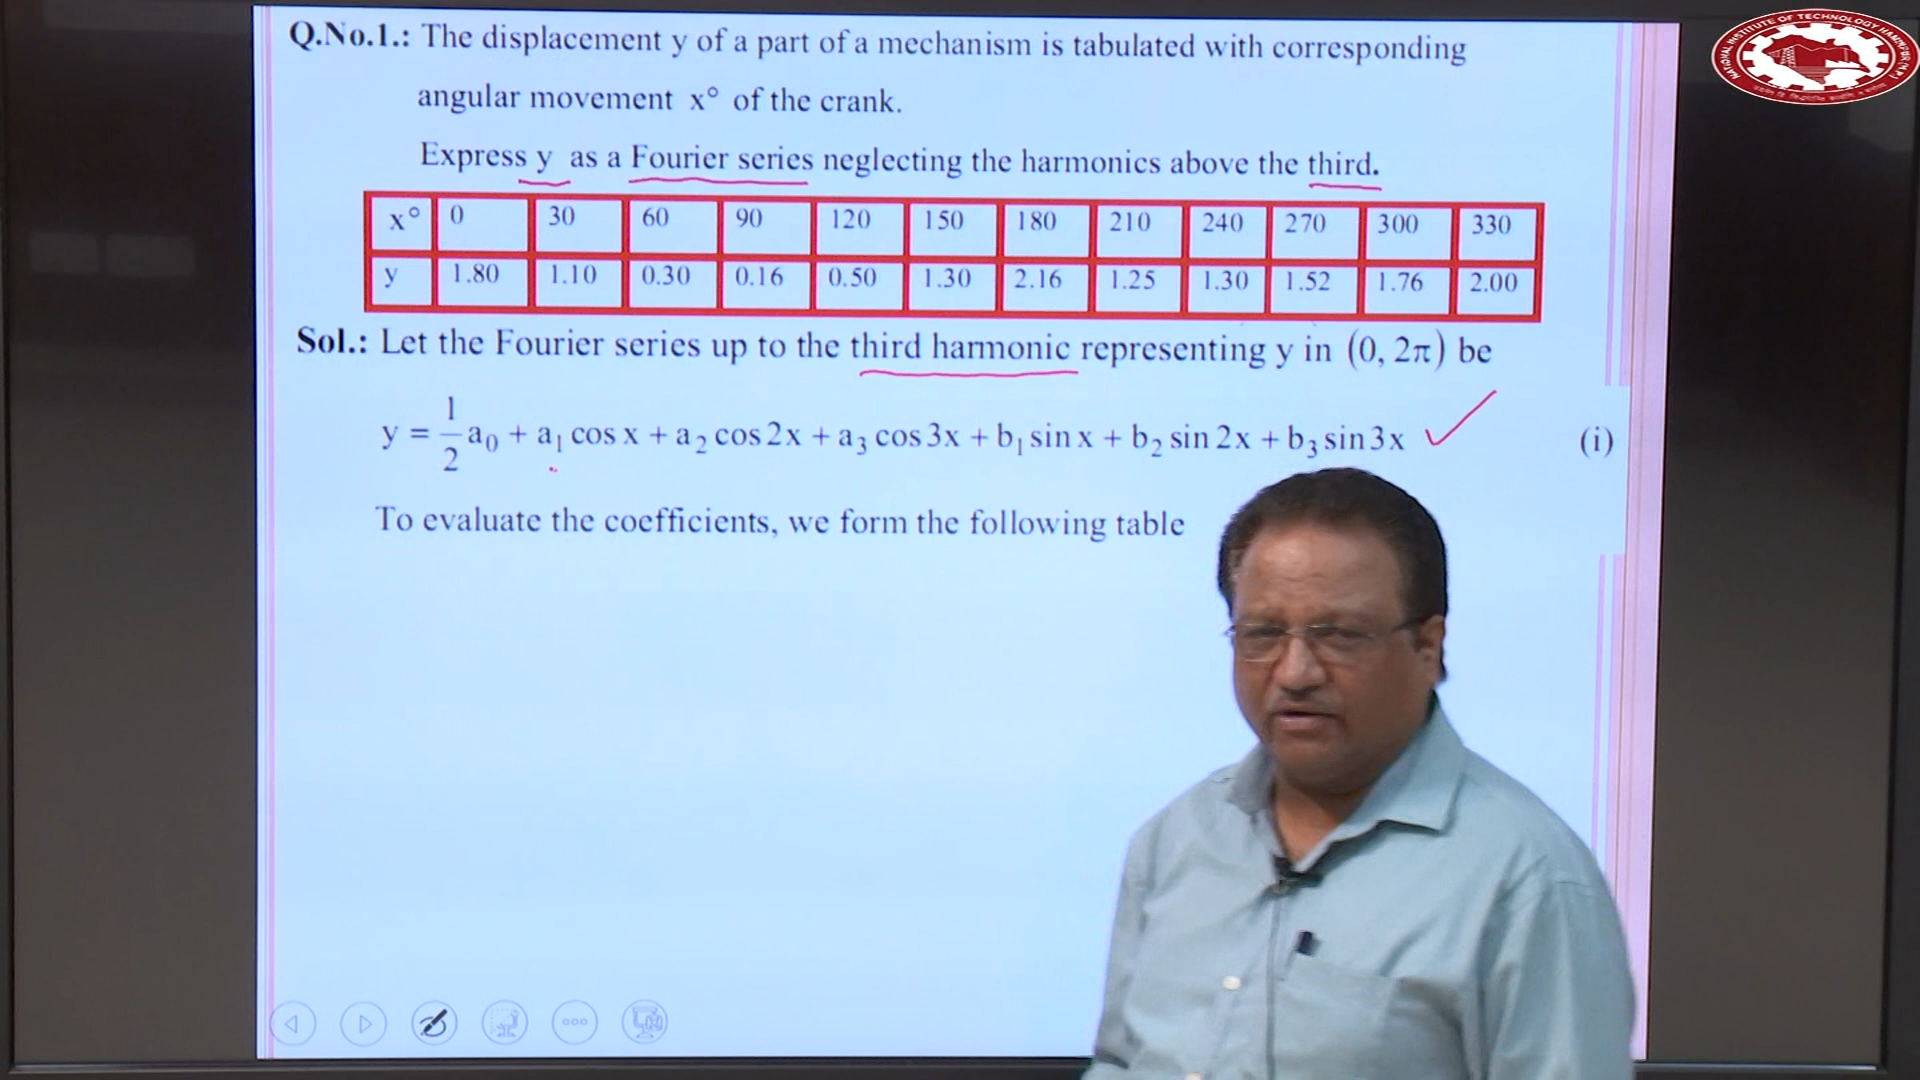 Q.No.1.: The displacement y of a part of a mechanism is tabulated with corresponding
angular movement x° of the crank.
Express y as a Fourier series neglecting the harmonics above the third.
x° 0 30 60 90 120 150 180 210 240 270 300 330
y 1.80 1.10 0.30 0.16 0.50 1.30 2.16 1.25 1.30 1.52 1.76 2.00
Sol.: Let the Fourier series up to the third harmonic representing y in (0, 2π) be
y = 1/2 a₀ + a₁ cos x + a₂ cos 2x + a₃ cos 3x + b₁ sin x + b₂ sin 2x + b₃ sin 3x (i)
To evaluate the coefficients, we form the following table
NATIONAL INSTITUTE OF TECHNOLOGY HAMIRPUR (H.P.)